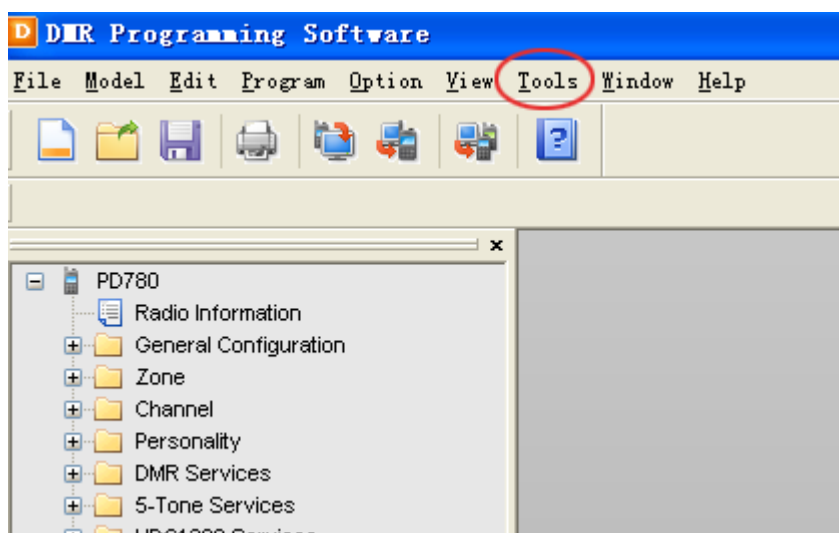 D DMR Programming Software
File Model Edit Program Option View Tools Window Help
?
x
PD780
Radio Information
General Configuration
Zone
Channel
Personality
DMR Services
5-Tone Services